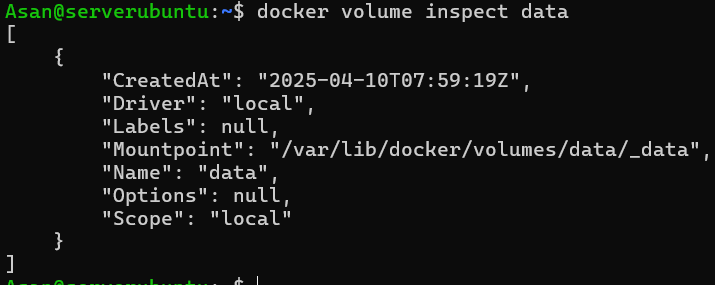 Asan@serverubuntu:~$ docker volume inspect data
[
    {
        "CreatedAt": "2025-04-10T07:59:19Z",
        "Driver": "local",
        "Labels": null,
        "Mountpoint": "/var/lib/docker/volumes/data/_data",
        "Name": "data",
        "Options": null,
        "Scope": "local"
    }
]
Asan@serverubuntu:~$